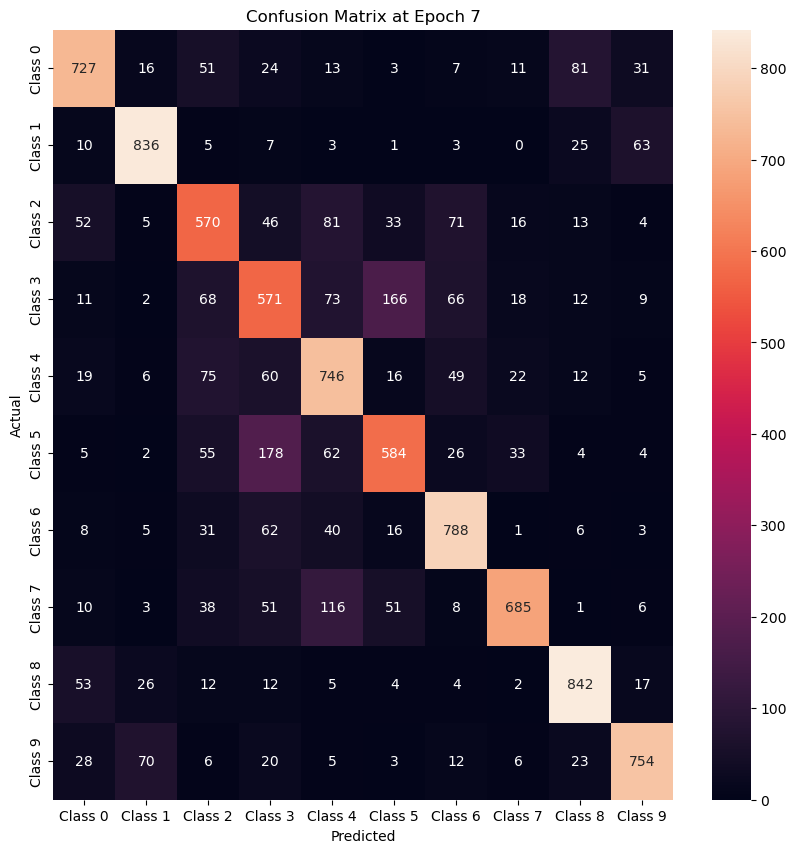 Confusion Matrix at Epoch 7
Class 0 727 16 51 24 13 3 7 11 81 31
Class 1 10 836 5 7 3 1 3 0 25 63
Class 2 52 5 570 46 81 33 71 16 13 4
Class 3 11 2 68 571 73 166 66 18 12 9
Class 4 19 6 75 60 746 16 49 22 12 5
Class 5 5 2 55 178 62 584 26 33 4 4
Class 6 8 5 31 62 40 16 788 1 6 3
Class 7 10 3 38 51 116 51 8 685 1 6
Class 8 53 26 12 12 5 4 4 2 842 17
Class 9 28 70 6 20 5 3 12 6 23 754
Class 0 Class 1 Class 2 Class 3 Class 4 Class 5 Class 6 Class 7 Class 8 Class 9
Predicted
Actual
800
700
600
500
400
300
200
100
0